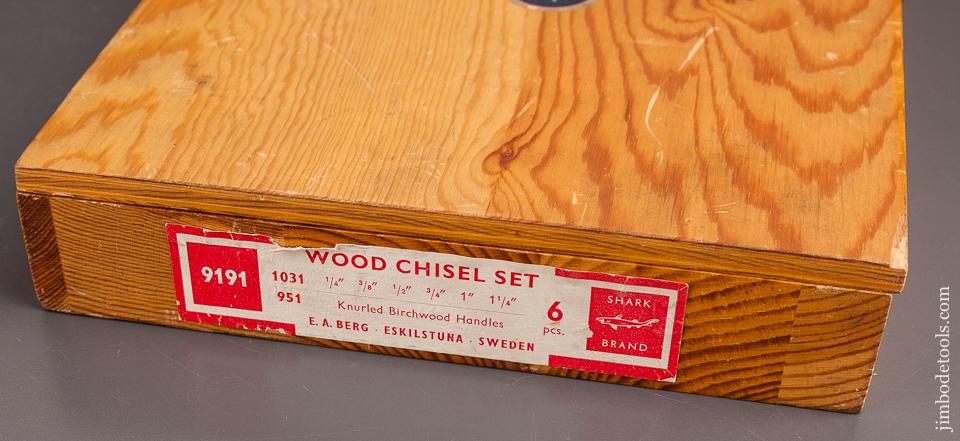 9191
WOOD CHISEL SET
1031 1/4" 3/8" 1/2" 3/4" 1" 1 1/4"
951
Knurled Birchwood Handles
E. A. BERG · ESKILSTUNA · SWEDEN
6
pcs.
SHARK
BRAND
jimbodetools.com